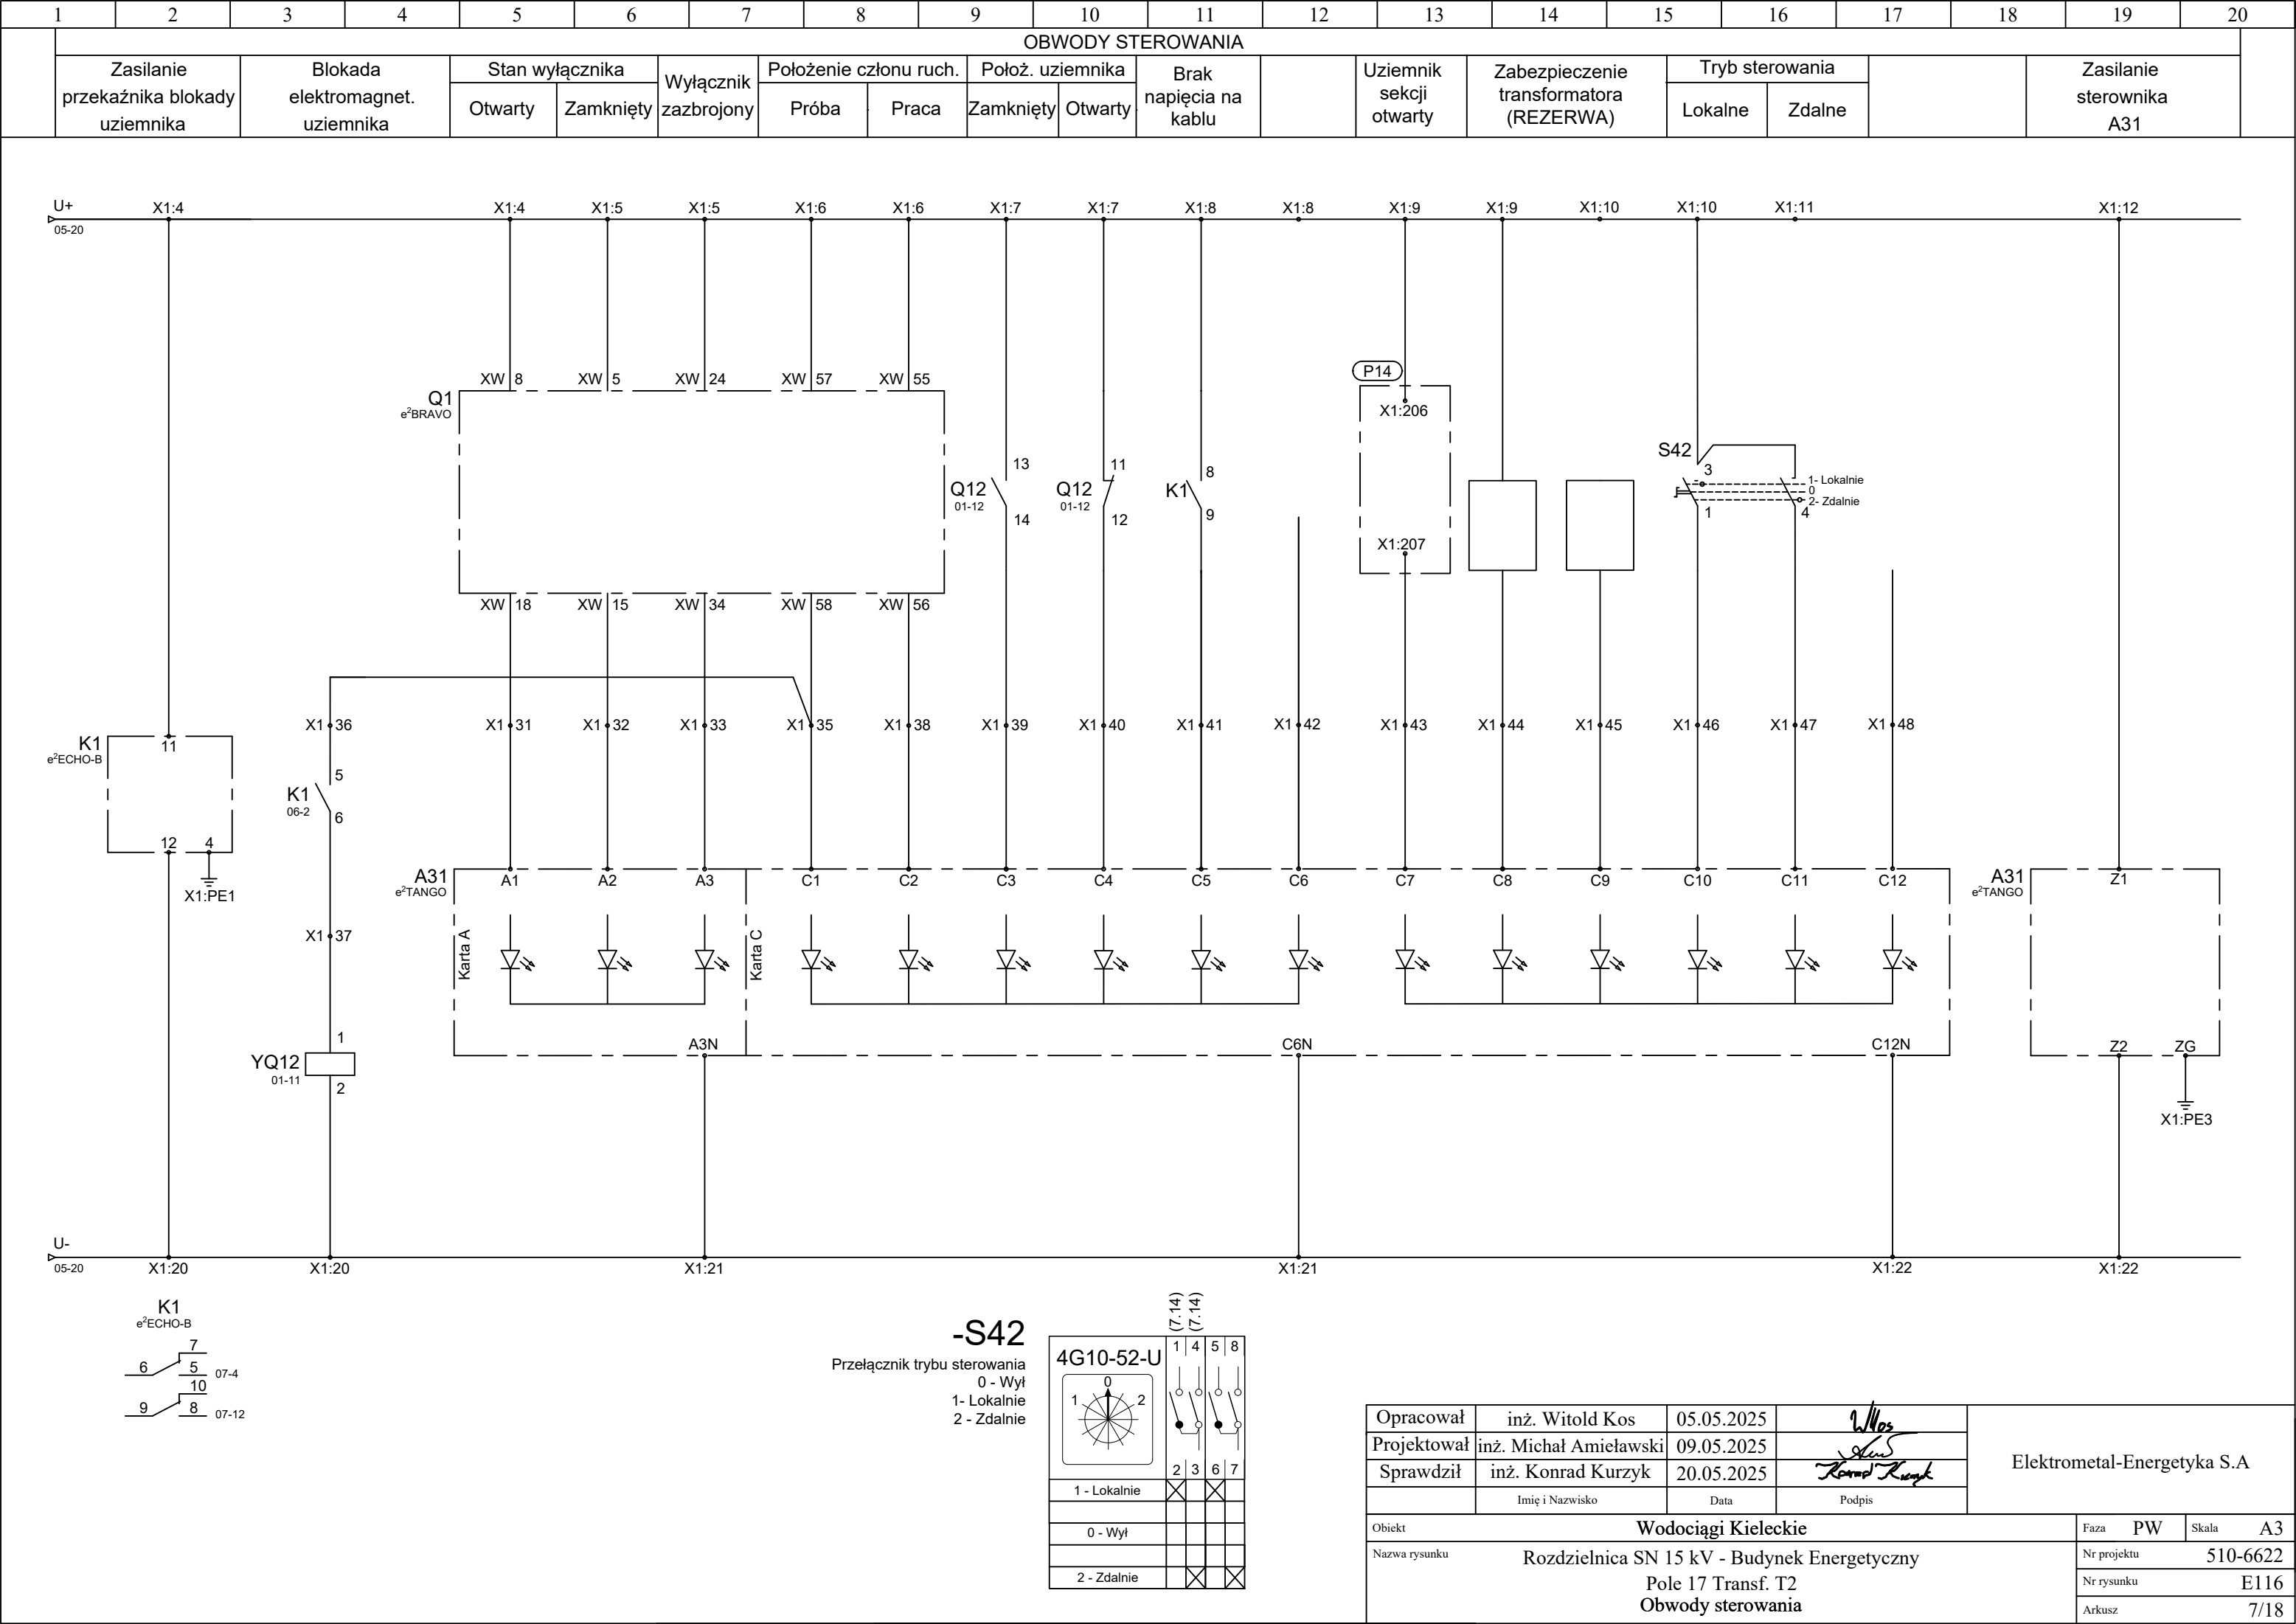 1 2 3 4 5 6 7 8 9 10 11 12 13 14 15 16 17 18 19 20
OBWODY STEROWANIA
Zasilanie
przekaźnika blokady
uziemnika
Blokada
elektromagnet.
uziemnika
Stan wyłącznika
Otwarty
Zamknięty
Wyłącznik
zazbrojony
Położenie członu ruch.
Próba
Praca
Położ. uziemnika
Zamknięty
Otwarty
Brak
napięcia na
kablu
Uziemnik
sekcji
otwarty
Zabezpieczenie
transformatora
(REZERWA)
Tryb sterowania
Lokalne
Zdalne
Zasilanie
sterownika
A31
U+ X1:4 X1:4 X1:5 X1:5 X1:6 X1:6 X1:7 X1:7 X1:8 X1:8 X1:9 X1:9 X1:10 X1:10 X1:11 X1:12
05-20
P14
XW 8 XW 5 XW 24 XW 57 XW 55
Q1
e²BRAVO
X1:206
X1:207
13
Q12
01-12
14
11
Q12
01-12
12
8
K1
9
S42
3
1- Lokalnie
0
2- Zdalnie
1
4
XW 18 XW 15 XW 34 XW 58 XW 56
X1 36 X1 31 X1 32 X1 33 X1 35 X1 38 X1 39 X1 40 X1 41 X1 42 X1 43 X1 44 X1 45 X1 46 X1 47 X1 48
K1
e²ECHO-B
11
12 4
X1:PE1
5
K1
06-2
6
X1 37
1
YQ12
01-11
2
A31
e²TANGO
A1 A2 A3 C1 C2 C3 C4 C5 C6 C7 C8 C9 C10 C11 C12
Karta A
Karta C
A3N C6N C12N
A31
e²TANGO
Z1
Z2 ZG
X1:PE3
U-
05-20
X1:20 X1:20 X1:21 X1:21 X1:22 X1:22
K1
e²ECHO-B
7
6 5 07-4
10
9 8 07-12
-S42
Przełącznik trybu sterowania
0 - Wył
1- Lokalnie
2 - Zdalnie
(7.14) (7.14)
4G10-52-U
1 4 5 8
0
1 2
2 3 6 7
1 - Lokalnie
0 - Wył
2 - Zdalnie
Opracował inż. Witold Kos 05.05.2025 WKos
Projektował inż. Michał Amieławski 09.05.2025
Sprawdził inż. Konrad Kurzyk 20.05.2025 Konrad Kurzyk
Imię i Nazwisko Data Podpis
Elektrometal-Energetyka S.A
Obiekt Wodociągi Kieleckie
Faza PW Skala A3
Nazwa rysunku Rozdzielnica SN 15 kV - Budynek Energetyczny
Pole 17 Transf. T2
Obwody sterowania
Nr projektu 510-6622
Nr rysunku E116
Arkusz 7/18